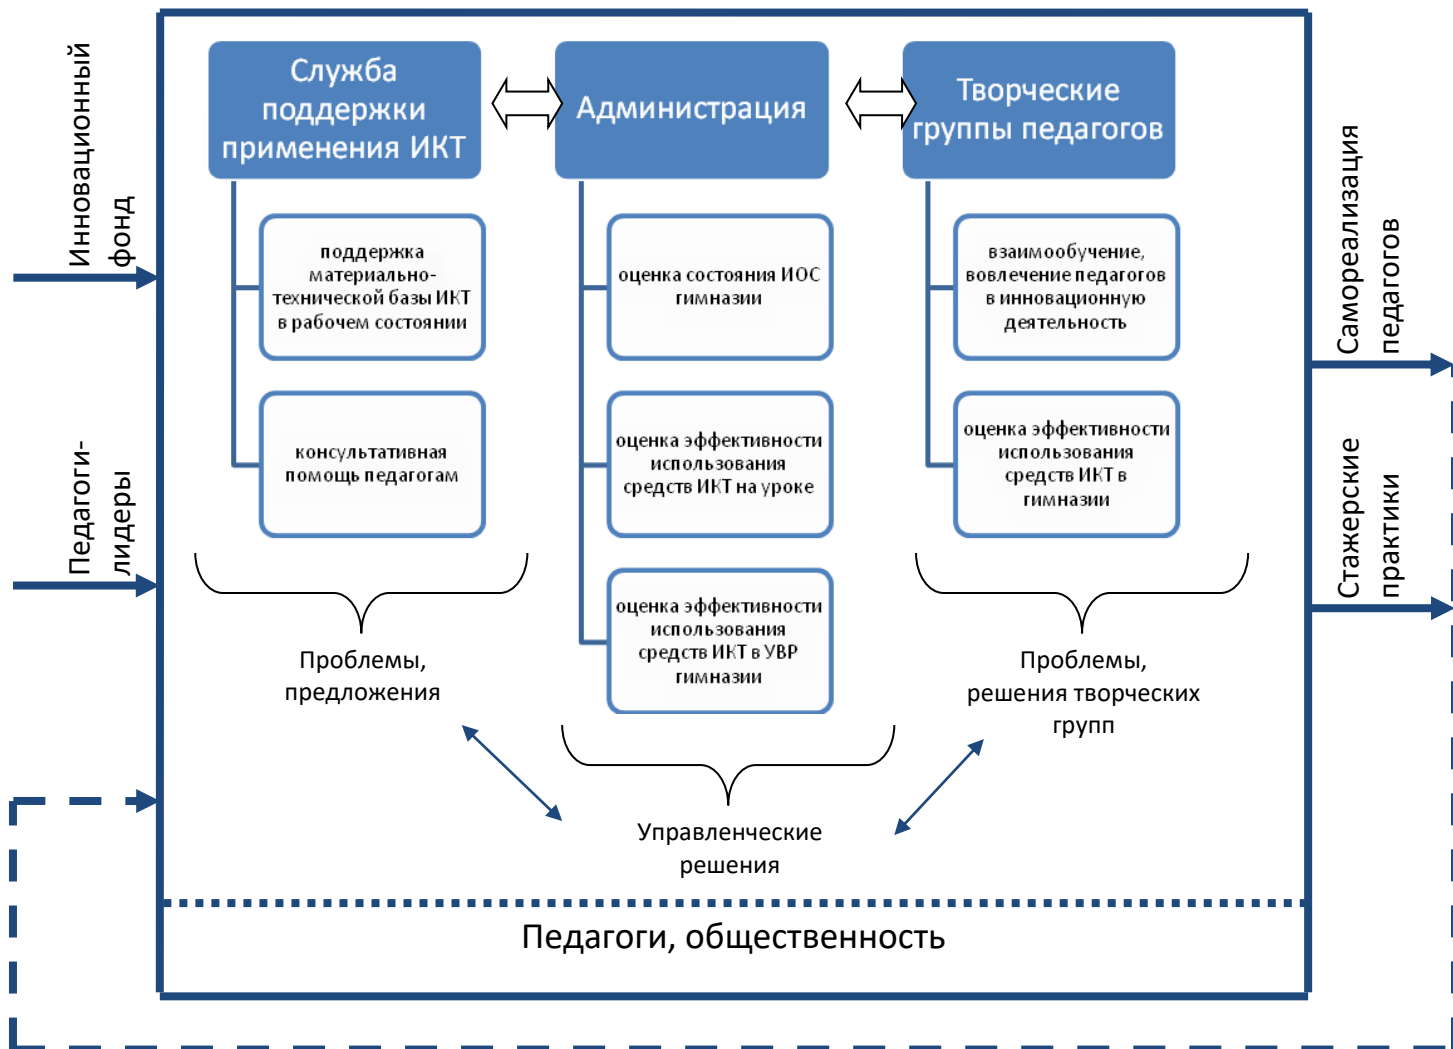 Инновационный
фонд
Педагоги-
лидеры
Служба
поддержки
применения ИКТ
Администрация
Творческие
группы педагогов
поддержка
материально-
технической базы ИКТ
в рабочем состоянии
консультативная
помощь педагогам
оценка состояния ИОС
гимназии
оценка эффективности
использования
средств ИКТ на уроке
оценка эффективности
использования
средств ИКТ в УВР
гимназии
взаимообучение,
вовлечение педагогов
в инновационную
деятельность
оценка эффективности
использования
средств ИКТ в
гимназии
Проблемы,
предложения
Управленческие
решения
Проблемы,
решения творческих
групп
Педагоги, общественность
Самореализация
педагогов
Стажерские
практики